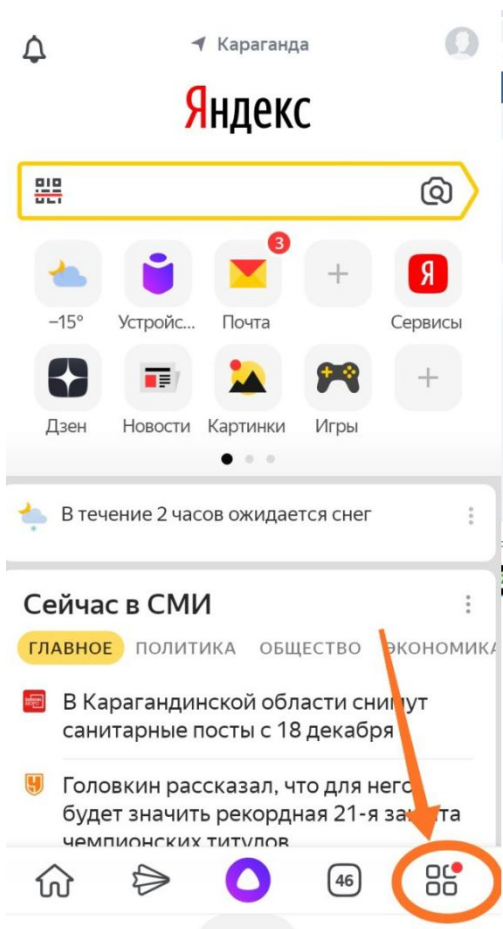 Караганда
Яндекс
3
−15°
Устройс...
Почта
Я
Сервисы
Дзен
Новости
Картинки
Игры
В течение 2 часов ожидается снег
Сейчас в СМИ
ГЛАВНОЕ ПОЛИТИКА ОБЩЕСТВО ЭКОНОМИКА
В Карагандинской области снимут
санитарные посты с 18 декабря
Головкин рассказал, что для него
будет значить рекордная 21-я защита
чемпионских титулов
46